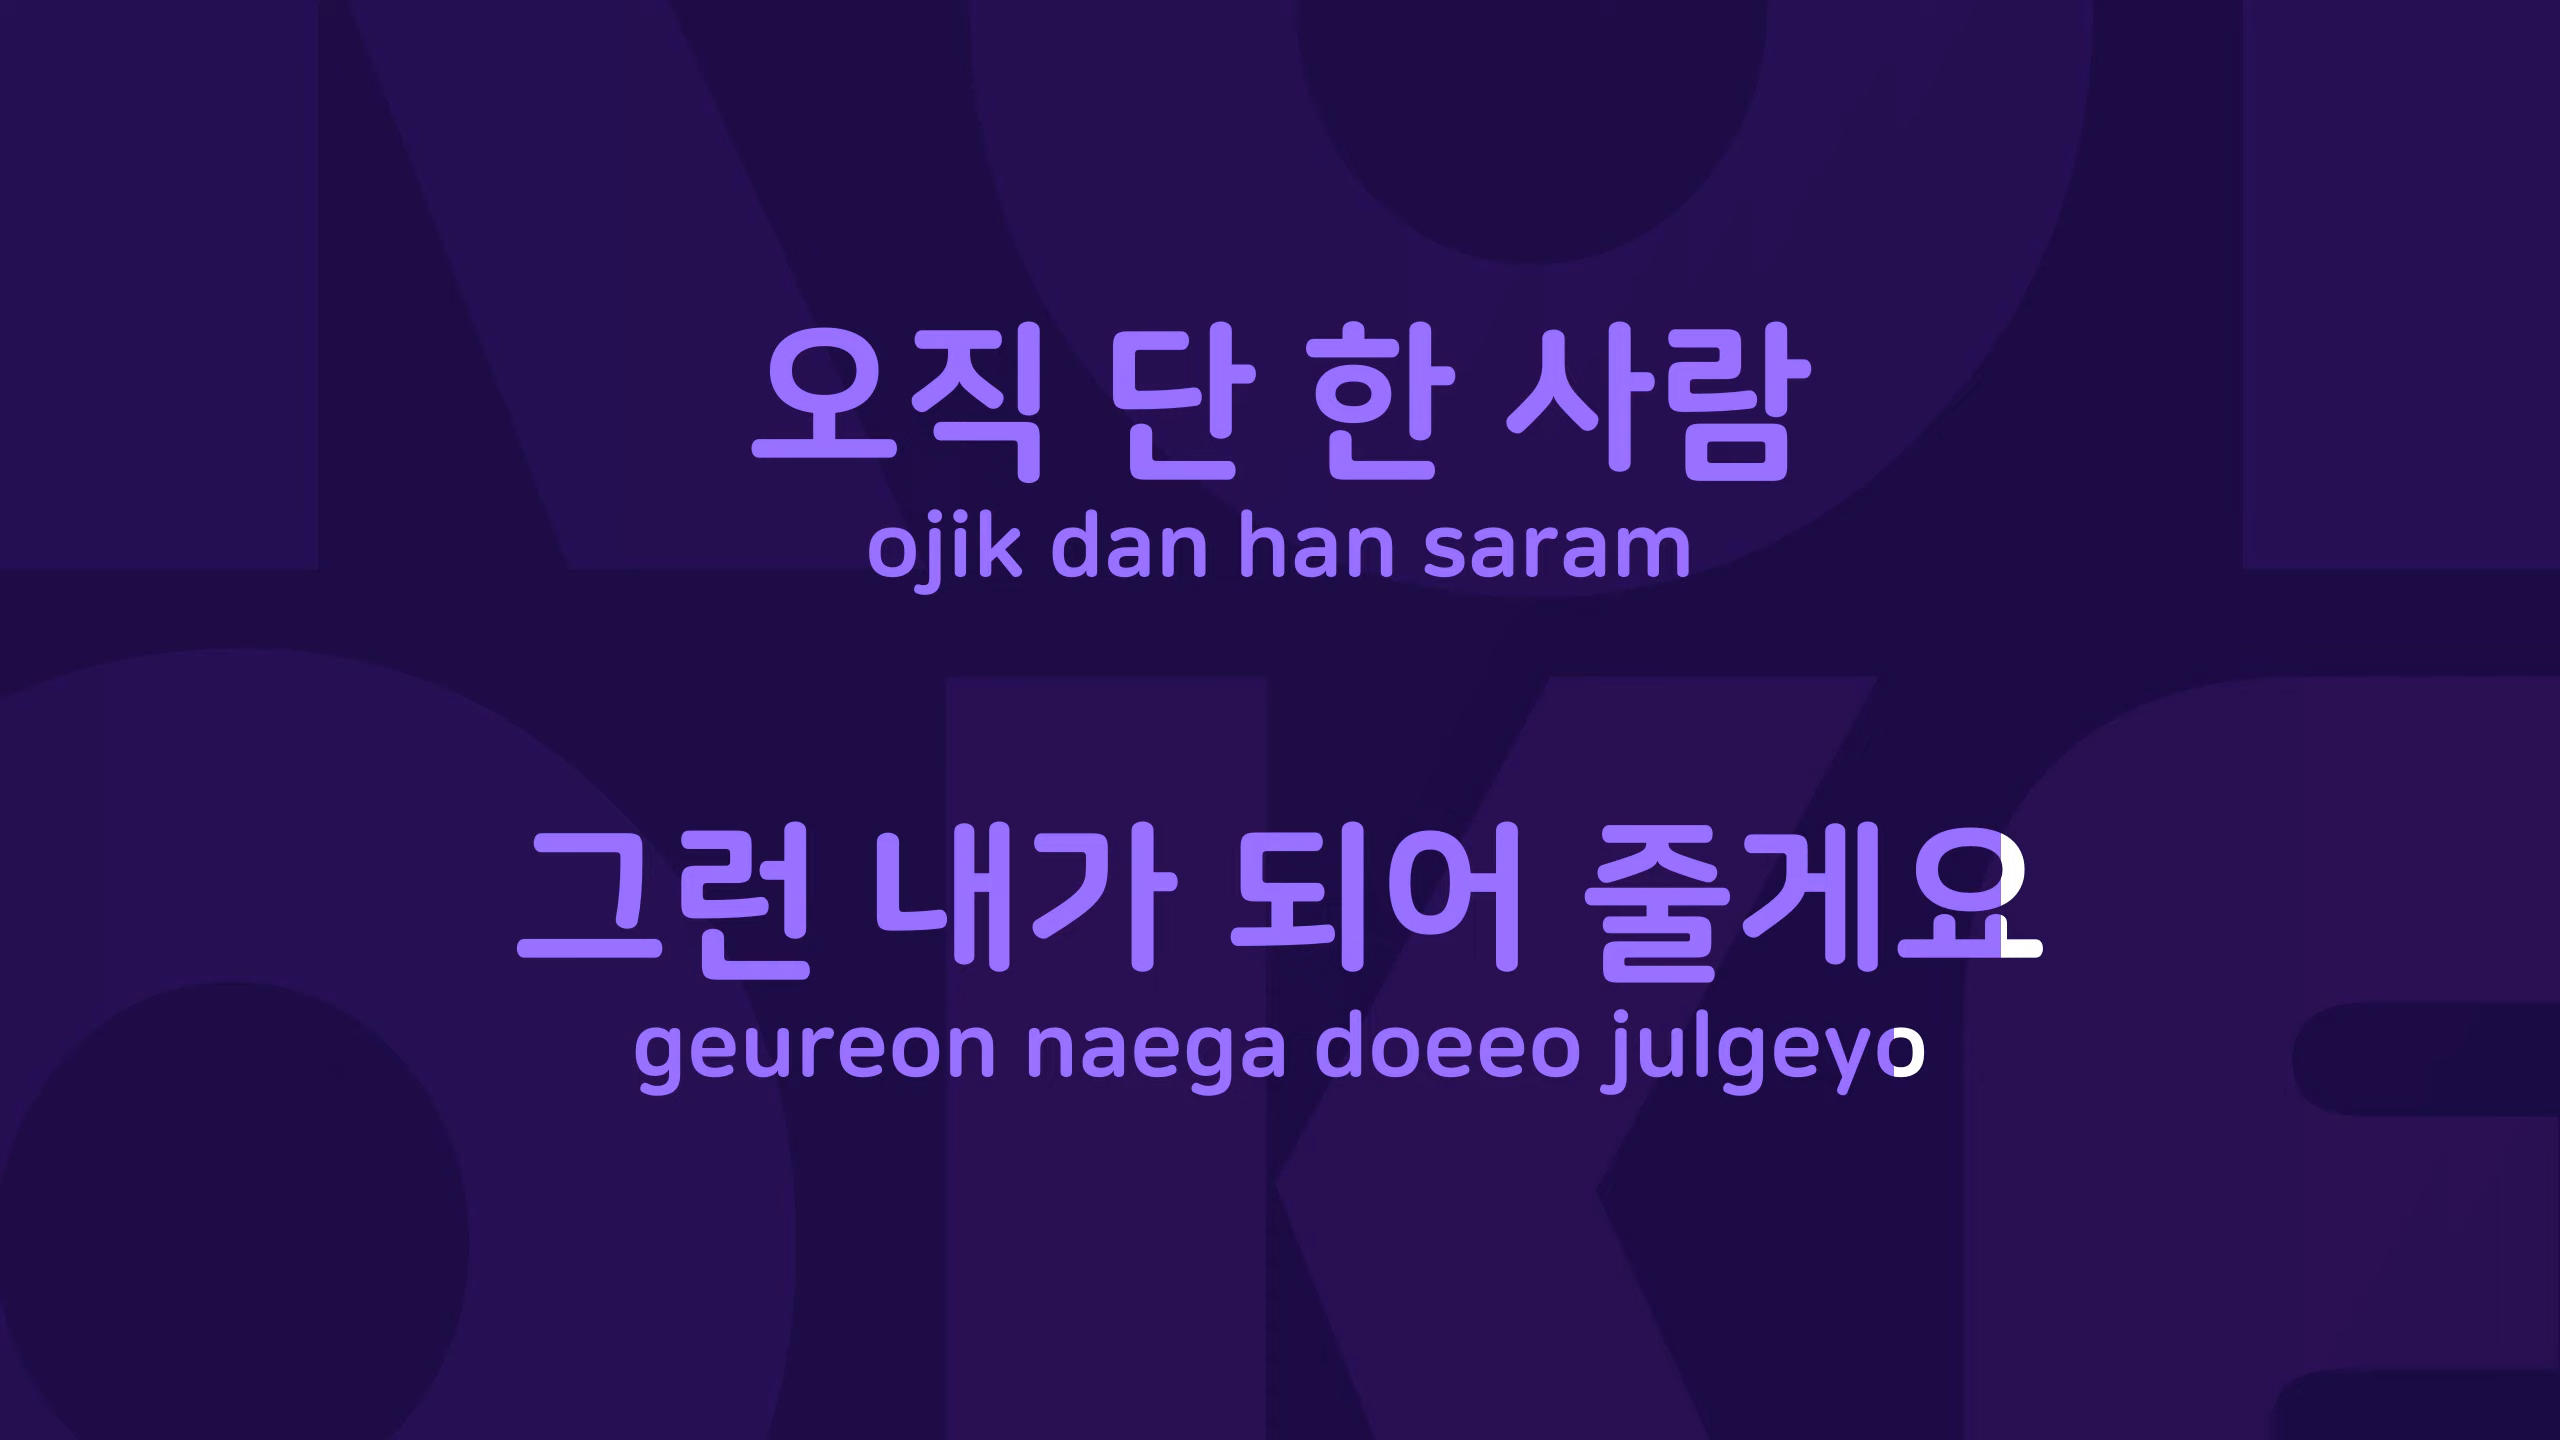 오직 단 한 사람
ojik dan han saram
그런 내가 되어 줄게요
geureon naega doeeo julgeyo